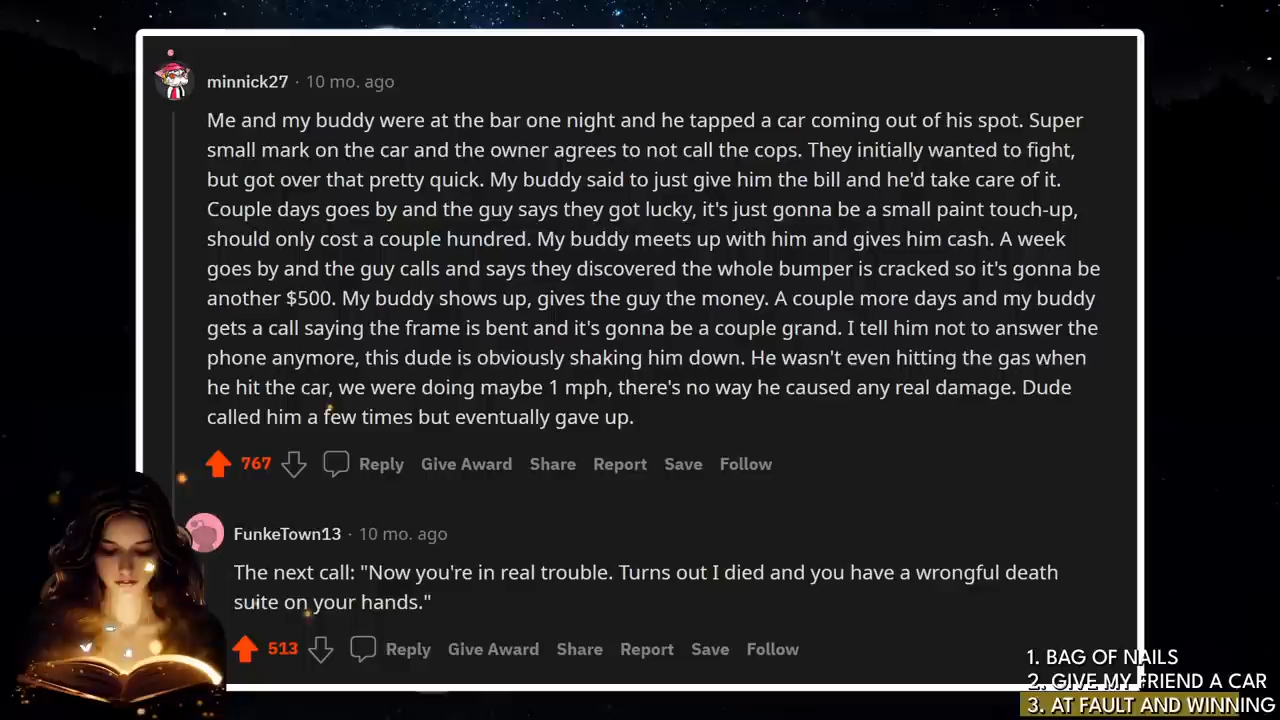 minnick27 · 10 mo. ago
Me and my buddy were at the bar one night and he tapped a car coming out of his spot. Super
small mark on the car and the owner agrees to not call the cops. They initially wanted to fight,
but got over that pretty quick. My buddy said to just give him the bill and he'd take care of it.
Couple days goes by and the guy says they got lucky, it's just gonna be a small paint touch-up,
should only cost a couple hundred. My buddy meets up with him and gives him cash. A week
goes by and the guy calls and says they discovered the whole bumper is cracked so it's gonna be
another $500. My buddy shows up, gives the guy the money. A couple more days and my buddy
gets a call saying the frame is bent and it's gonna be a couple grand. I tell him not to answer the
phone anymore, this dude is obviously shaking him down. He wasn't even hitting the gas when
he hit the car, we were doing maybe 1 mph, there's no way he caused any real damage. Dude
called him a few times but eventually gave up.
767 Reply Give Award Share Report Save Follow
FunkeTown13 · 10 mo. ago
The next call: "Now you're in real trouble. Turns out I died and you have a wrongful death
suite on your hands."
513 Reply Give Award Share Report Save Follow
1. BAG OF NAILS
2. GIVE MY FRIEND A CAR
3. AT FAULT AND WINNING